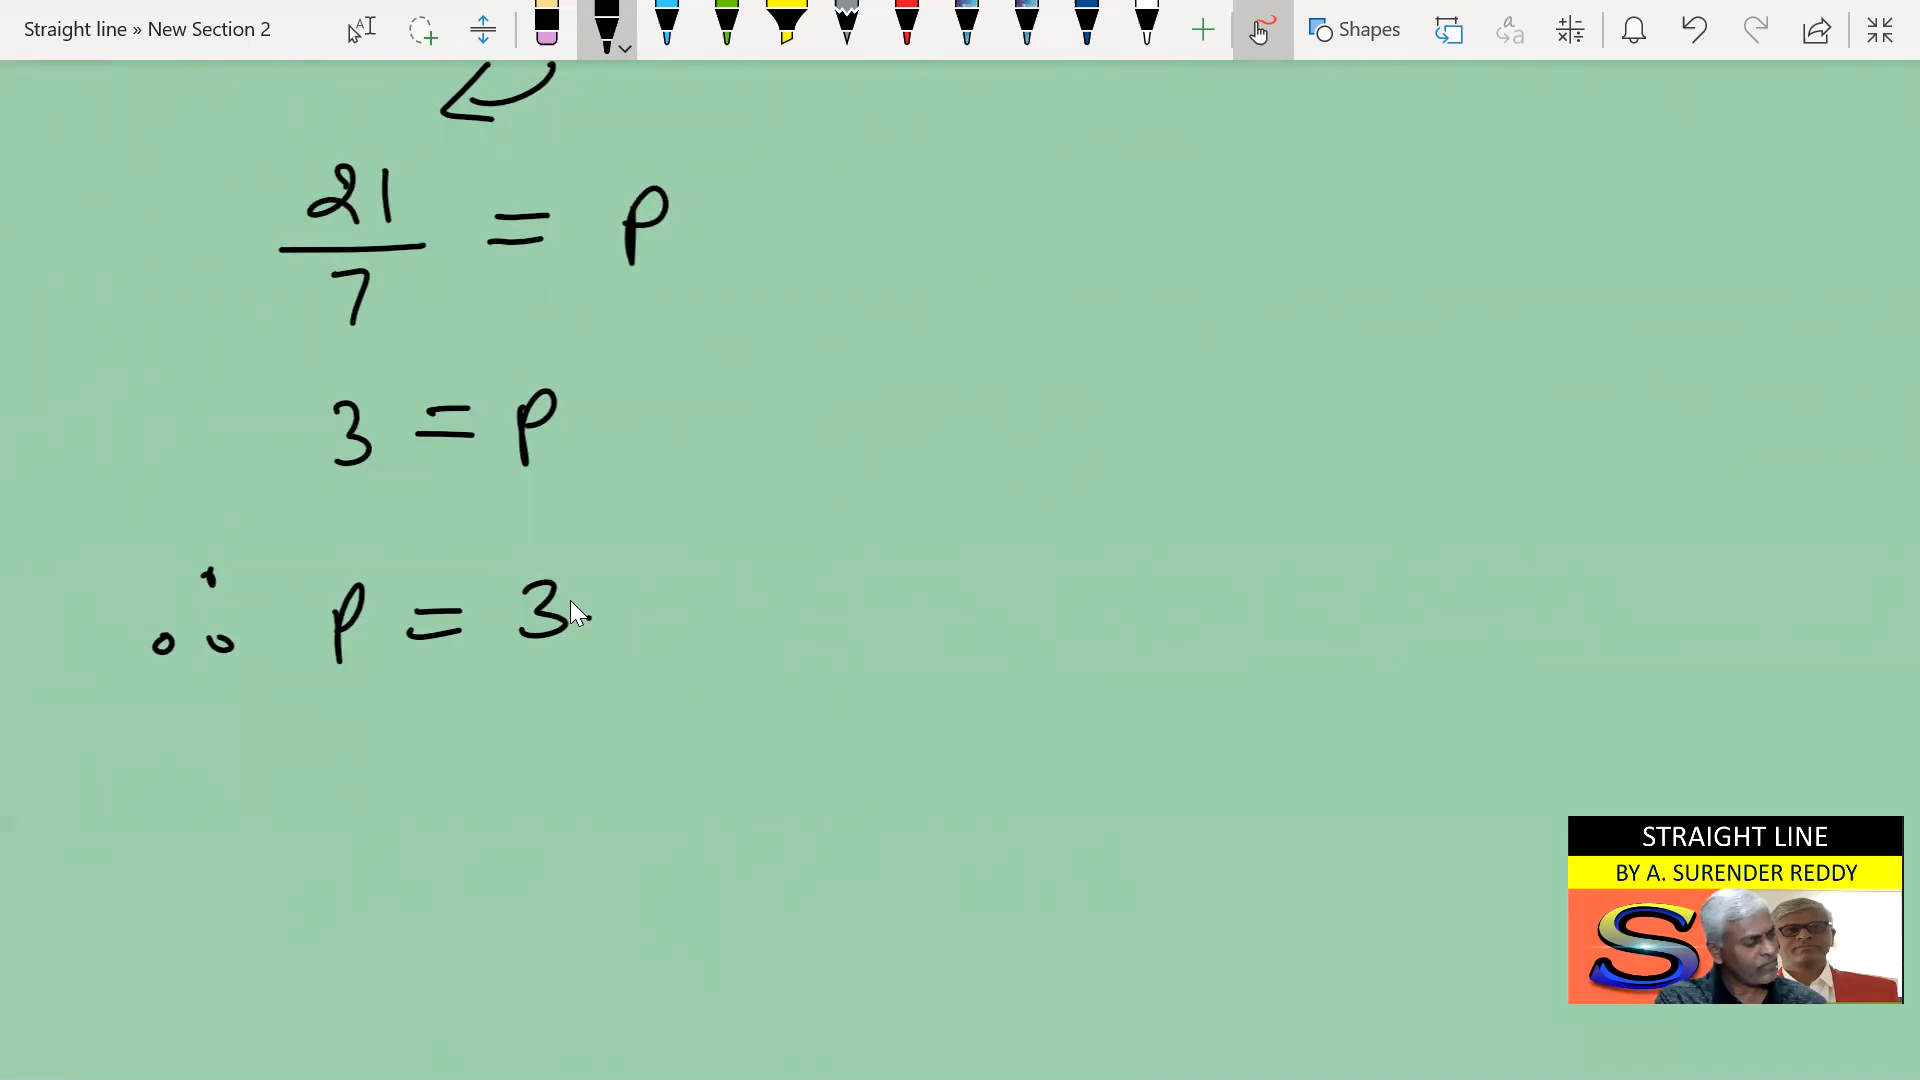 Straight line » New Section 2
Shapes
21
7
= P
3 = P
∴ P = 3.
STRAIGHT LINE
BY A. SURENDER REDDY
S